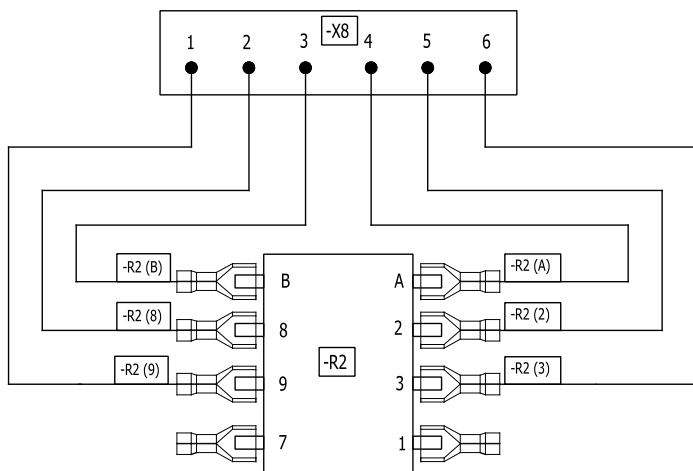 -X8
1 2 3 4 5 6
-R2 (B) B A -R2 (A)
-R2 (8) 8 2 -R2 (2)
-R2
-R2 (9) 9 3 -R2 (3)
7 1